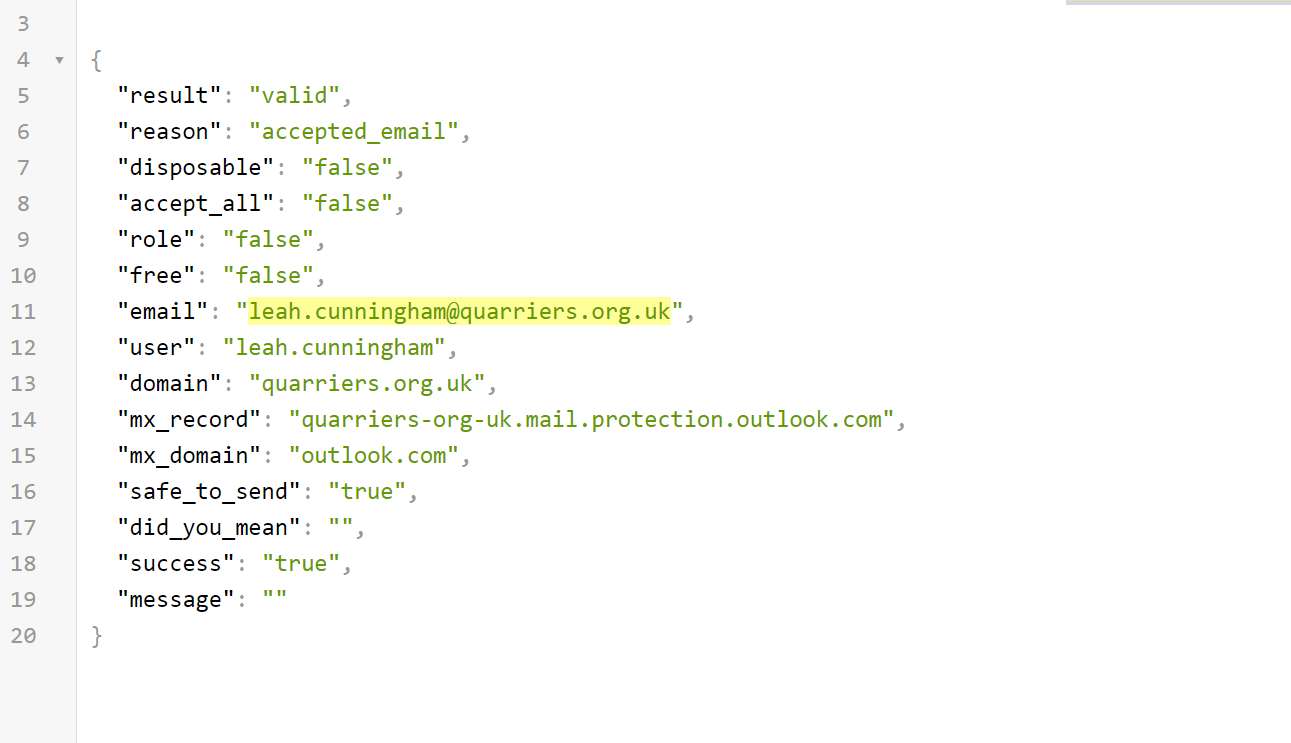 3
4 ▾ {
5 "result": "valid",
6 "reason": "accepted_email",
7 "disposable": "false",
8 "accept_all": "false",
9 "role": "false",
10 "free": "false",
11 "email": "leah.cunningham@quarriers.org.uk",
12 "user": "leah.cunningham",
13 "domain": "quarriers.org.uk",
14 "mx_record": "quarriers-org-uk.mail.protection.outlook.com",
15 "mx_domain": "outlook.com",
16 "safe_to_send": "true",
17 "did_you_mean": "",
18 "success": "true",
19 "message": ""
20 }